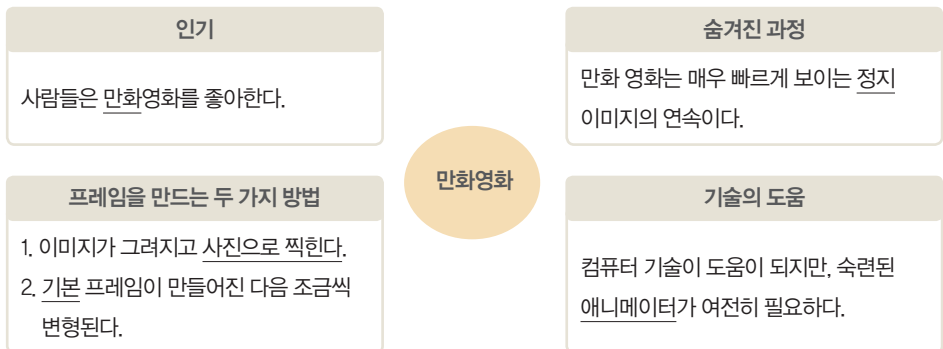 인기
사람들은 만화영화를 좋아한다.
숨겨진 과정
만화 영화는 매우 빠르게 보이는 정지
이미지의 연속이다.
만화영화
프레임을 만드는 두 가지 방법
1. 이미지가 그려지고 사진으로 찍힌다.
2. 기본 프레임이 만들어진 다음 조금씩
변형된다.
기술의 도움
컴퓨터 기술이 도움이 되지만, 숙련된
애니메이터가 여전히 필요하다.